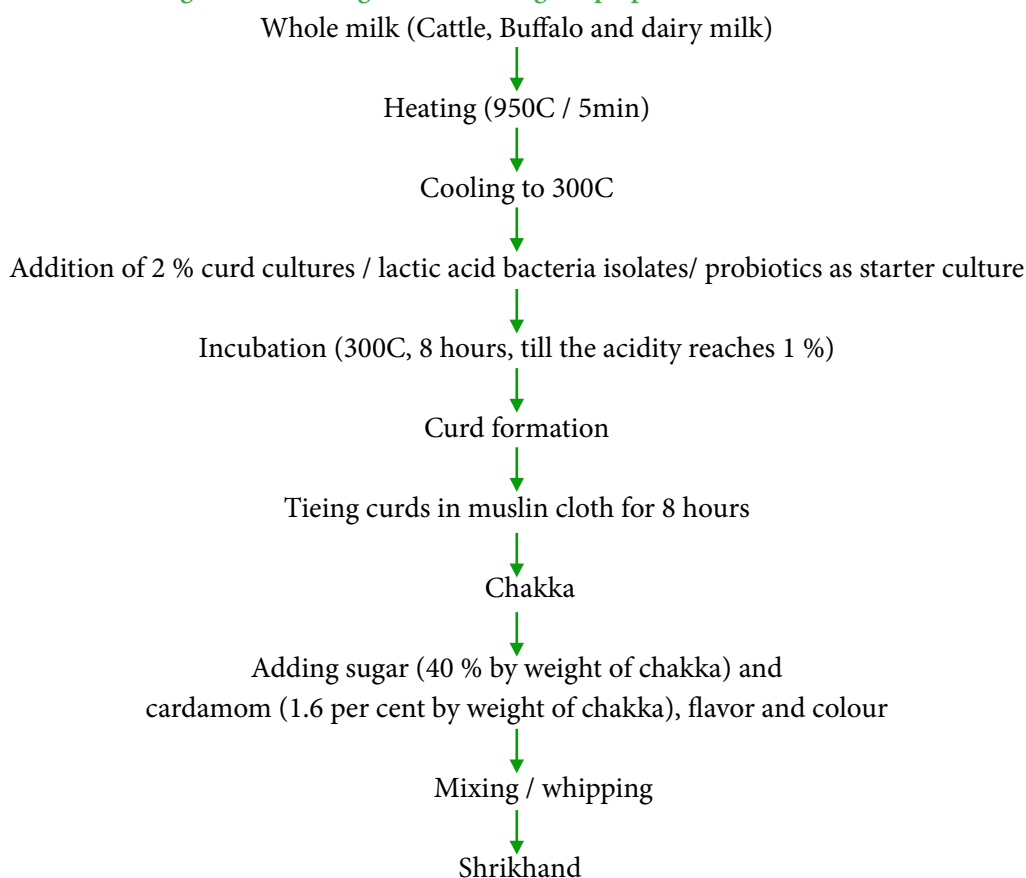 Whole milk (Cattle, Buffalo and dairy milk)
Heating (950C / 5min)
Cooling to 300C
Addition of 2 % curd cultures / lactic acid bacteria isolates/ probiotics as starter culture
Incubation (300C, 8 hours, till the acidity reaches 1 %)
Curd formation
Tieing curds in muslin cloth for 8 hours
Chakka
Adding sugar (40 % by weight of chakka) and
cardamom (1.6 per cent by weight of chakka), flavor and colour
Mixing / whipping
Shrikhand